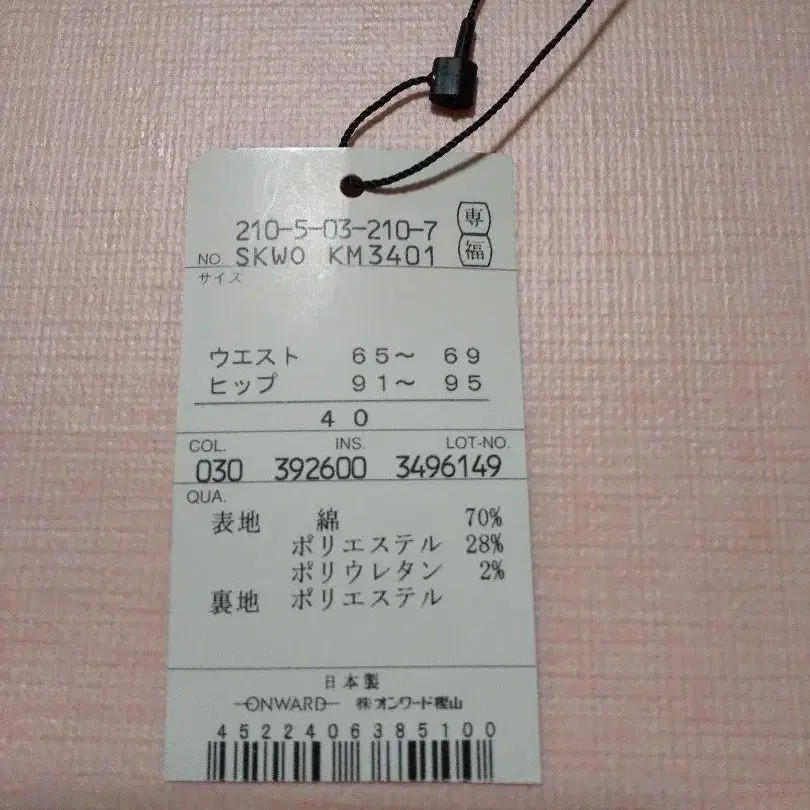 210-5-03-210-7 専
NO. SKWO KM3401 福
サイズ
ウエスト 65〜 69
ヒップ 91〜 95
40
COL. INS. LOT-NO.
030 392600 3496149
QUA.
表地 綿 70%
ポリエステル 28%
ポリウレタン 2%
裏地 ポリエステル
日本製
ONWARD ㈱オンワード樫山
4522406385100